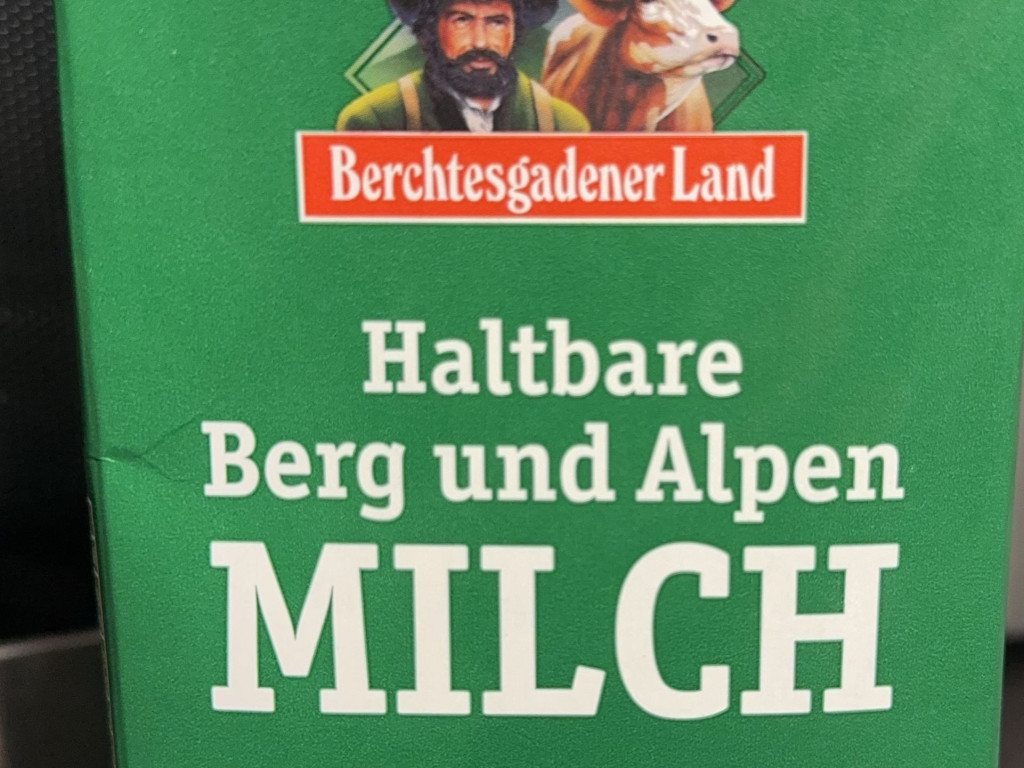 Berchtesgadener Land
Haltbare
Berg und Alpen
MILCH